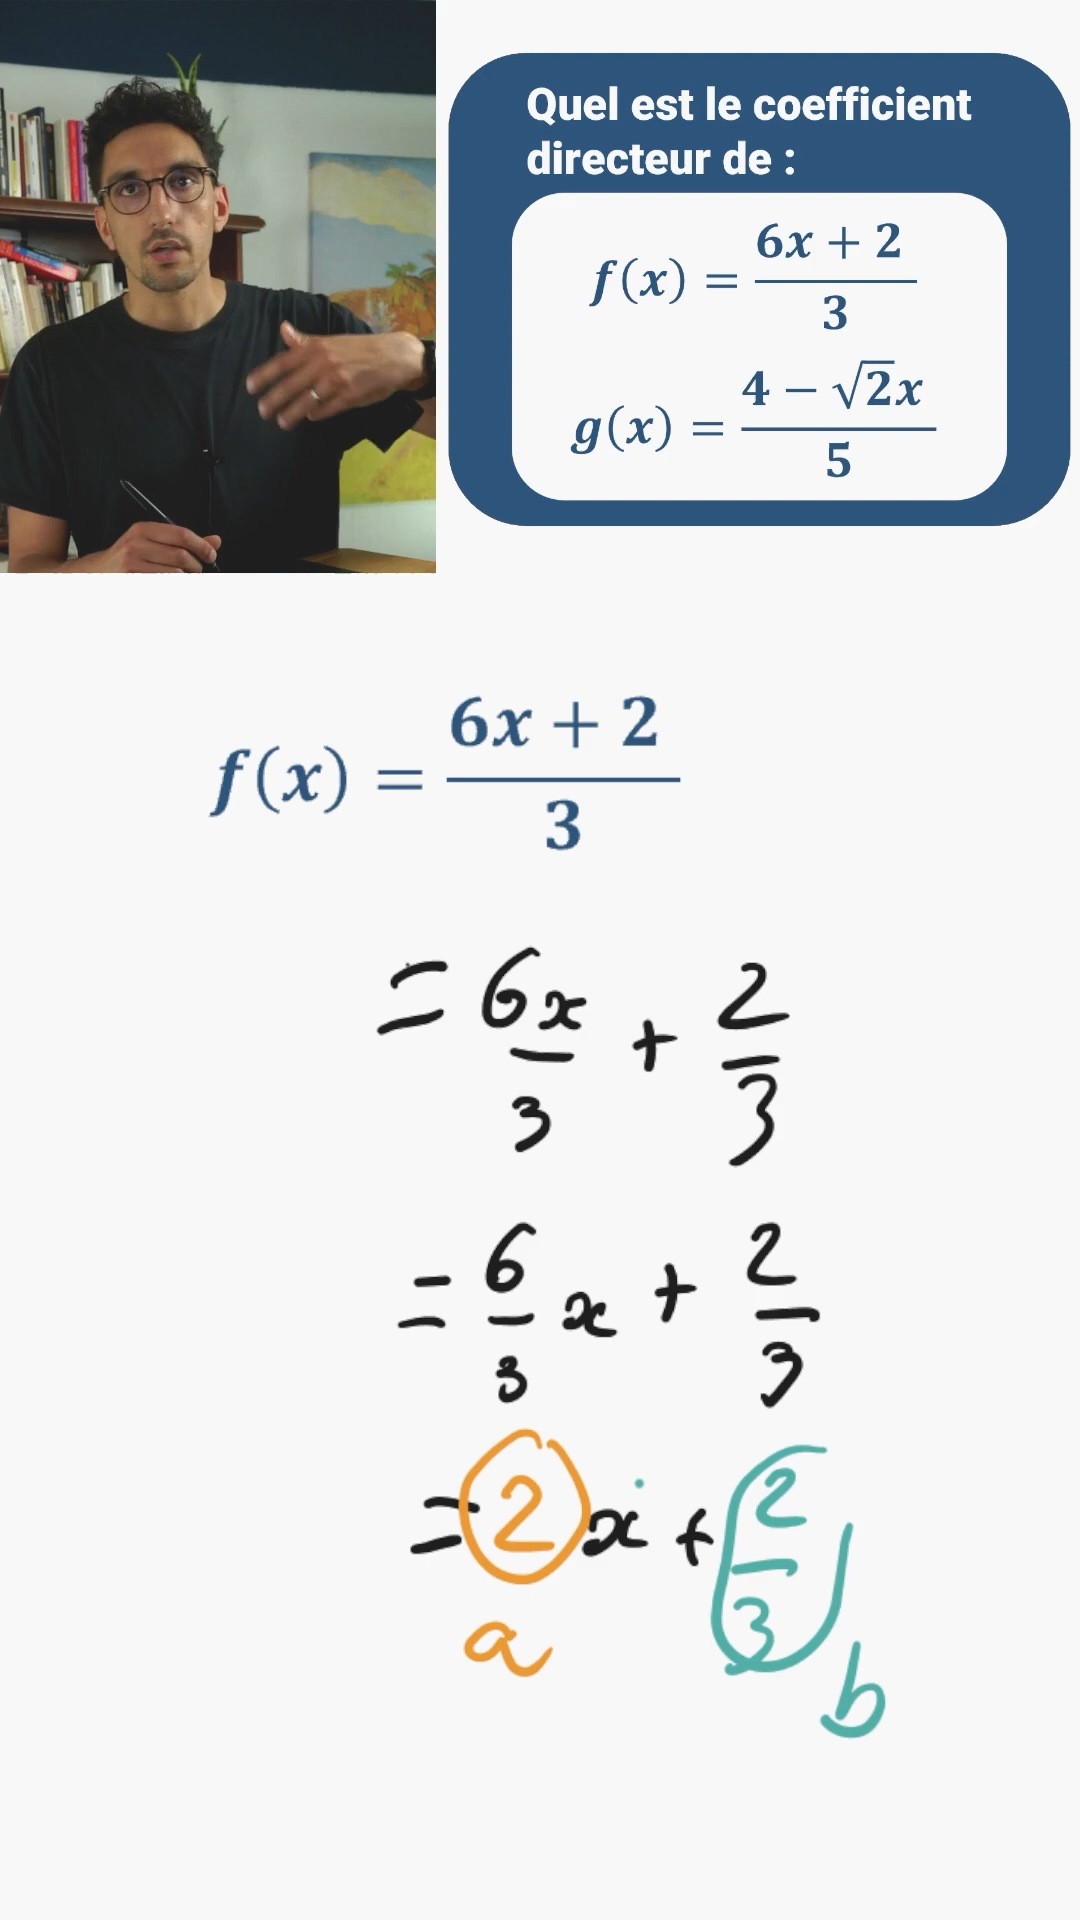 Quel est le coefficient
directeur de :
f(x) = (6x + 2)/3
g(x) = (4 − √2x)/5
f(x) = (6x + 2)/3
= 6x/3 + 2/3
= 6/3 x + 2/3
= 2x + 2/3
a b